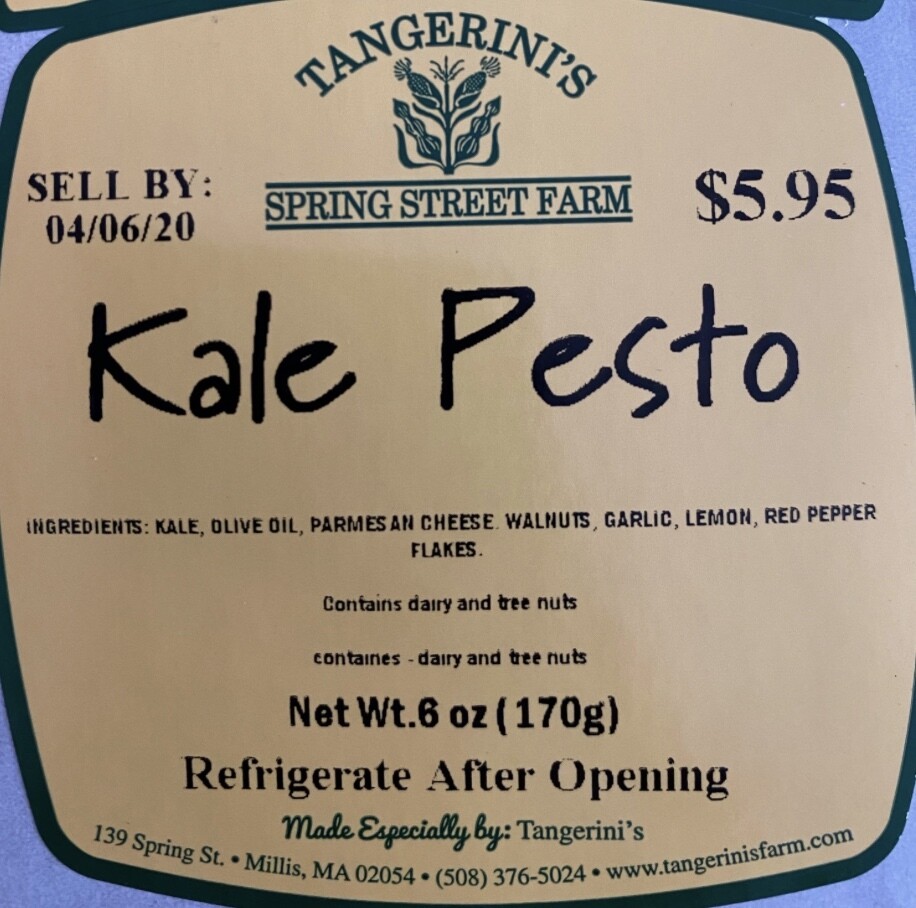 TANGERINI'S
SPRING STREET FARM
SELL BY:
04/06/20
$5.95
Kale Pesto
INGREDIENTS: KALE, OLIVE OIL, PARMESAN CHEESE. WALNUTS, GARLIC, LEMON, RED PEPPER
FLAKES.
Contains dairy and tree nuts
containes - dairy and tree nuts
Net Wt.6 oz (170g)
Refrigerate After Opening
Made Especially by: Tangerini's
139 Spring St. • Millis, MA 02054 • (508) 376-5024 • www.tangerinisfarm.com